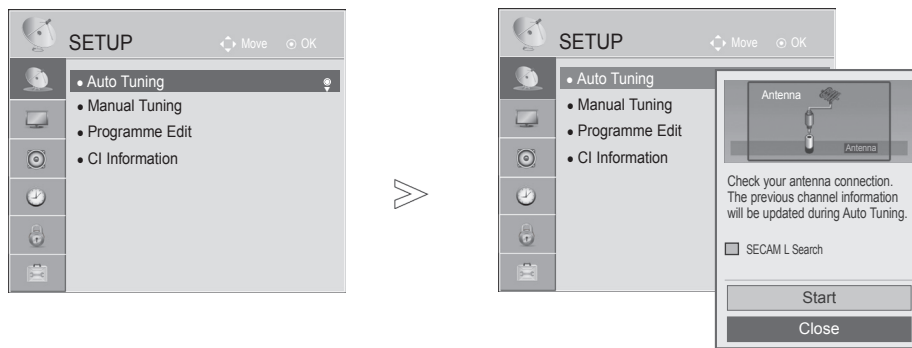 SETUP
Move OK
● Auto Tuning
● Manual Tuning
● Programme Edit
● CI Information
>
SETUP
Move OK
● Auto Tuning
● Manual Tuning
● Programme Edit
● CI Information
Antenna
Antenna
Check your antenna connection.
The previous channel information
will be updated during Auto Tuning.
SECAM L Search
Start
Close